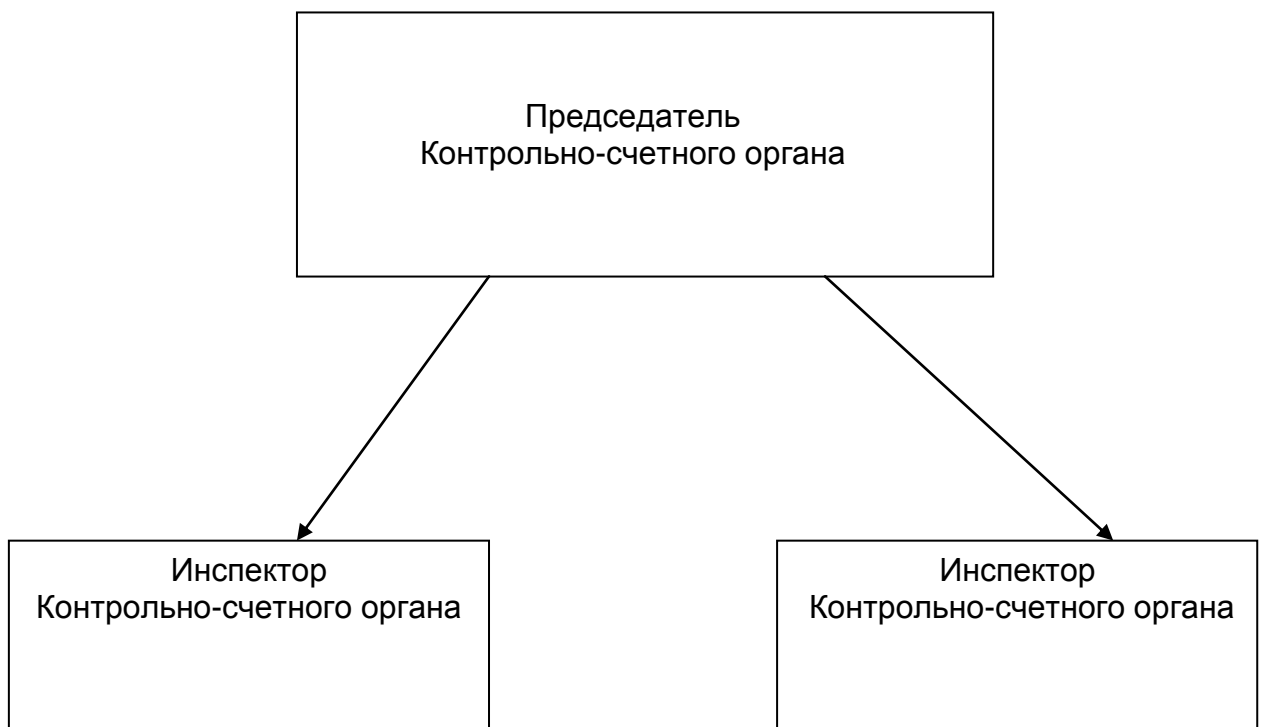 Председатель
Контрольно-счетного органа
Инспектор
Контрольно-счетного органа
Инспектор
Контрольно-счетного органа